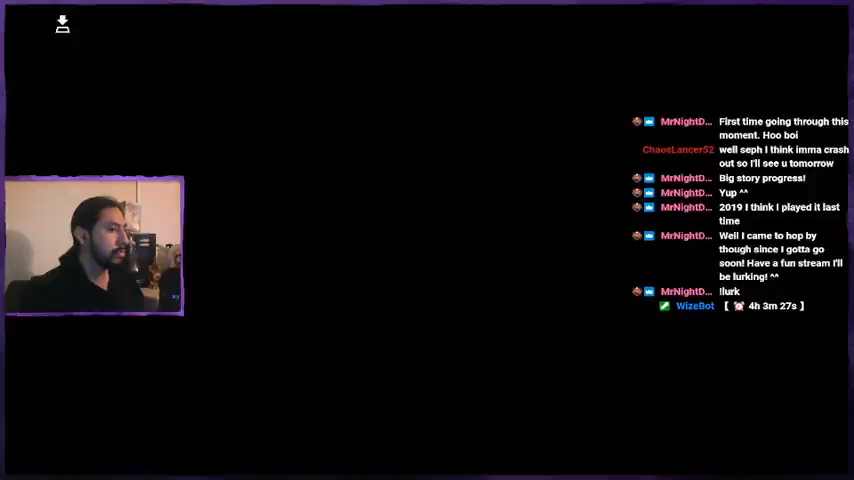 MrNightD... First time going through this
moment. Hoo boi
ChaosLancer52 well seph I think imma crash
out so I'll see u tomorrow
MrNightD... Big story progress!
MrNightD... Yup ^^
MrNightD... 2019 I think I played it last
time
MrNightD... Well I came to hop by
though since I gotta go
soon! Have a fun stream I'll
be lurking! ^^
MrNightD... !lurk
WizeBot 【 ⏰ 4h 3m 27s 】